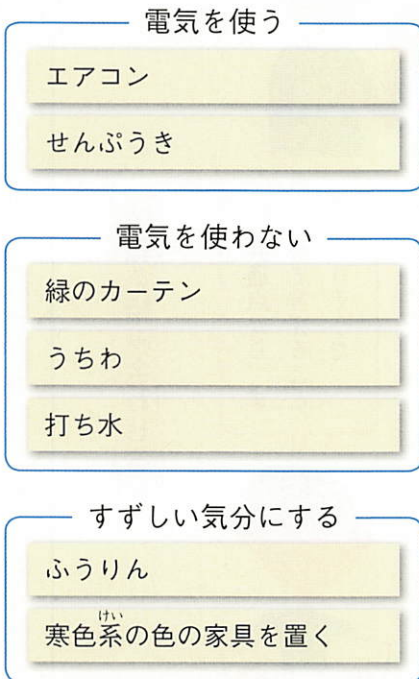 電気を使う
エアコン
せんぷうき
電気を使わない
緑のカーテン
うちわ
打ち水
すずしい気分にする
ふうりん
寒色系の色の家具を置く
けい